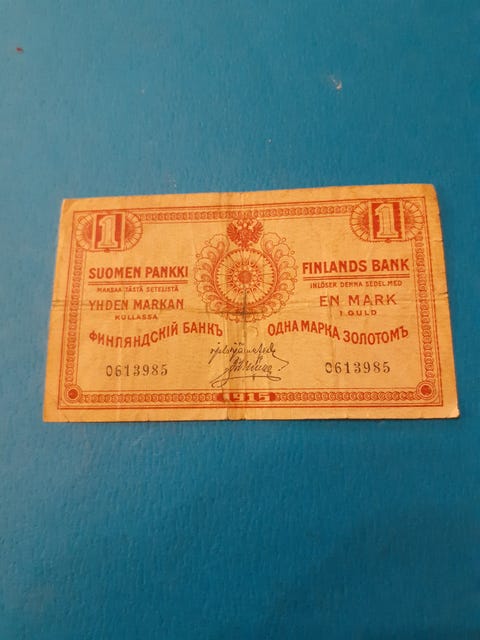 1 1
SUOMEN PANKKI
MAKSAA TÄSTÄ SETELISTÄ
YHDEN MARKAN
KULLASSA
FINLANDS BANK
INLÖSER DENNA SEDEL MED
EN MARK
I GULD
ФИНЛЯНДСКІЙ БАНКЪ
ОДНА МАРКА ЗОЛОТОМЪ
0613985 0613985
1915